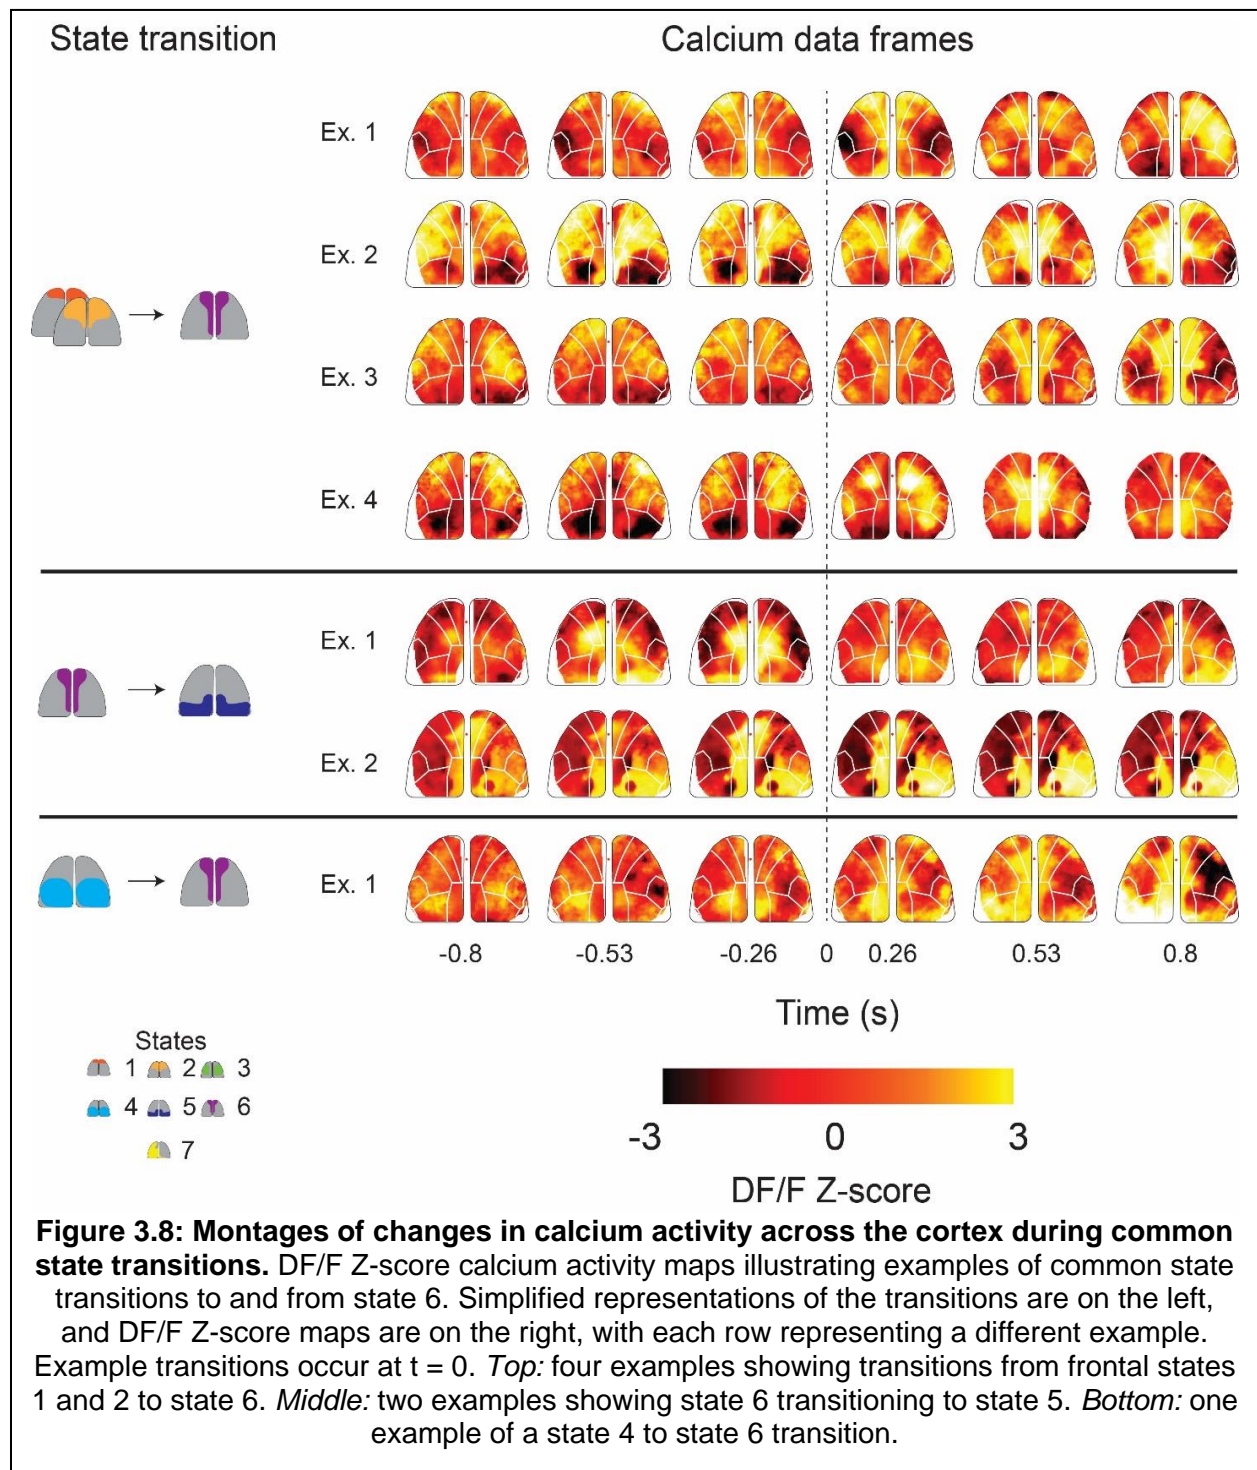 State transition
Calcium data frames
Ex. 1
Ex. 2
Ex. 3
Ex. 4
Ex. 1
Ex. 2
Ex. 1
-0.8 -0.53 -0.26 0 0.26 0.53 0.8
Time (s)
States
1 2 3
4 5 6
7
-3 0 3
DF/F Z-score
Figure 3.8: Montages of changes in calcium activity across the cortex during common
state transitions. DF/F Z-score calcium activity maps illustrating examples of common state
transitions to and from state 6. Simplified representations of the transitions are on the left,
and DF/F Z-score maps are on the right, with each row representing a different example.
Example transitions occur at t = 0. Top: four examples showing transitions from frontal states
1 and 2 to state 6. Middle: two examples showing state 6 transitioning to state 5. Bottom: one
example of a state 4 to state 6 transition.